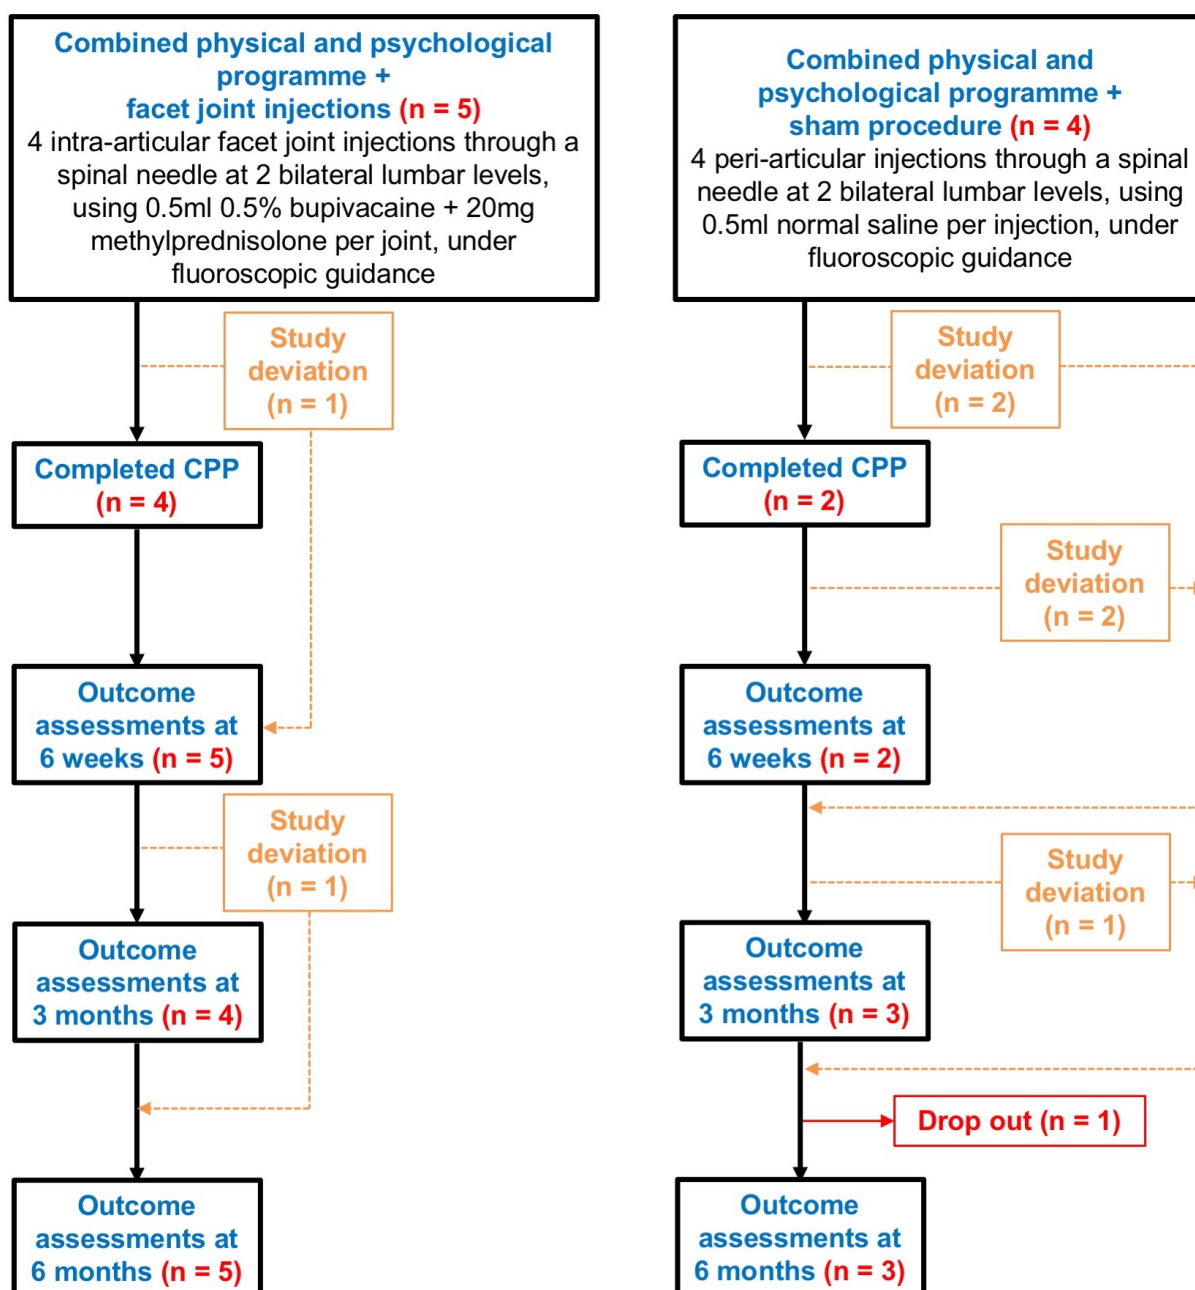 Combined physical and psychological
programme +
facet joint injections (n = 5)
4 intra-articular facet joint injections through a
spinal needle at 2 bilateral lumbar levels,
using 0.5ml 0.5% bupivacaine + 20mg
methylprednisolone per joint, under
fluoroscopic guidance
Study
deviation
(n = 1)
Completed CPP
(n = 4)
Outcome
assessments at
6 weeks (n = 5)
Study
deviation
(n = 1)
Outcome
assessments at
3 months (n = 4)
Outcome
assessments at
6 months (n = 5)
Combined physical and
psychological programme +
sham procedure (n = 4)
4 peri-articular injections through a spinal
needle at 2 bilateral lumbar levels, using
0.5ml normal saline per injection, under
fluoroscopic guidance
Study
deviation
(n = 2)
Completed CPP
(n = 2)
Study
deviation
(n = 2)
Outcome
assessments at
6 weeks (n = 2)
Study
deviation
(n = 1)
Outcome
assessments at
3 months (n = 3)
Drop out (n = 1)
Outcome
assessments at
6 months (n = 3)